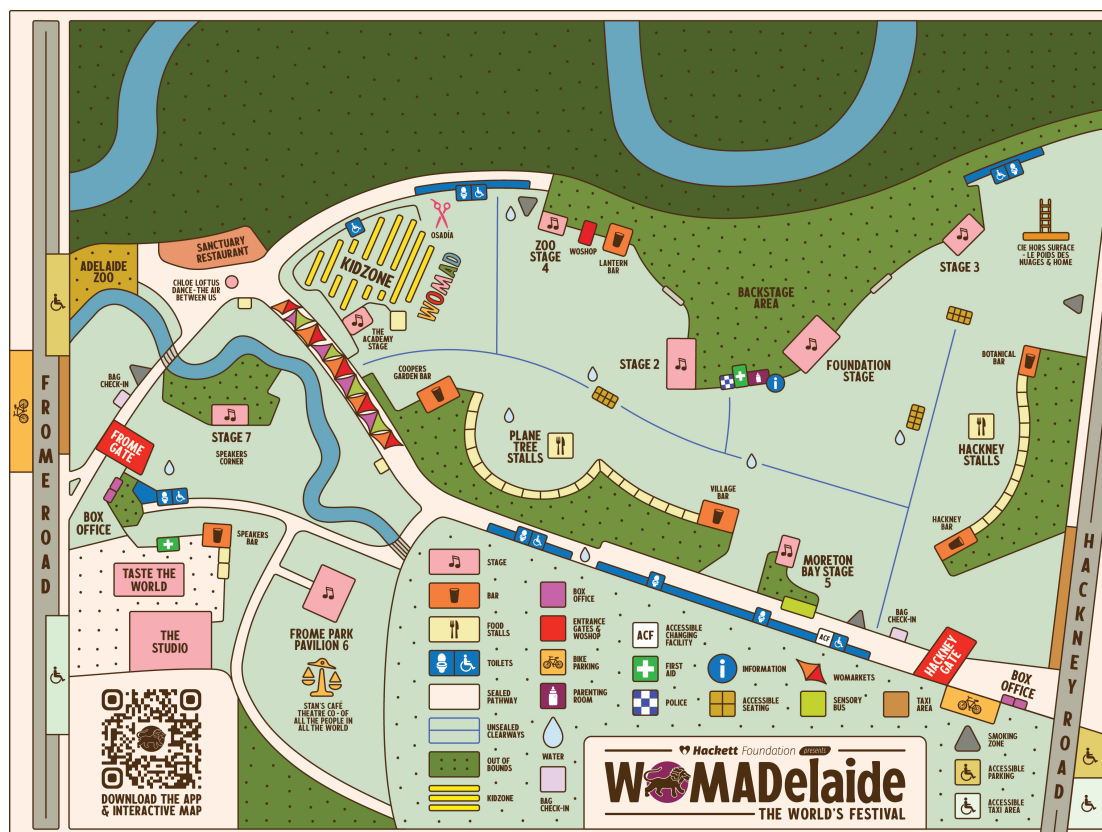 OSADÍA
SANCTUARY
RESTAURANT
ADELAIDE
ZOO
CHLOE LOFTUS
DANCE - THE AIR
BETWEEN US
KIDZONE
WOMAD
THE
ACADEMY
STAGE
ZOO
STAGE
4
WOSHOP
LANTERN
BAR
BACKSTAGE
AREA
STAGE 3
CIE HORS SURFACE
- LE POIDS DES
NUAGES & HOME
STAGE 2
FOUNDATION
STAGE
BOTANICAL
BAR
COOPERS
GARDEN BAR
BAG
CHECK-IN
FROME ROAD
FROME
GATE
STAGE 7
SPEAKERS
CORNER
PLANE
TREE
STALLS
HACKNEY
STALLS
VILLAGE
BAR
HACKNEY
BAR
BOX
OFFICE
SPEAKERS
BAR
TASTE THE
WORLD
THE
STUDIO
FROME PARK
PAVILION 6
STAN'S CAFÉ
THEATRE CO - OF
ALL THE PEOPLE IN
ALL THE WORLD
MORETON
BAY STAGE
5
BAG
CHECK-IN
HACKNEY
GATE
BOX
OFFICE
HACKNEY ROAD
ACF
STAGE
BAR
FOOD
STALLS
TOILETS
SEALED
PATHWAY
UNSEALED
CLEARWAYS
OUT OF
BOUNDS
KIDZONE
BOX
OFFICE
ENTRANCE
GATES &
WOSHOP
BIKE
PARKING
PARENTING
ROOM
WATER
BAG
CHECK-IN
ACF
ACCESSIBLE
CHANGING
FACILITY
FIRST
AID
POLICE
INFORMATION
ACCESSIBLE
SEATING
WOMARKETS
SENSORY
BUS
TAXI
AREA
SMOKING
ZONE
ACCESSIBLE
PARKING
ACCESSIBLE
TAXI AREA
DOWNLOAD THE APP
& INTERACTIVE MAP
Hackett Foundation presents
WOMADelaide
THE WORLD'S FESTIVAL